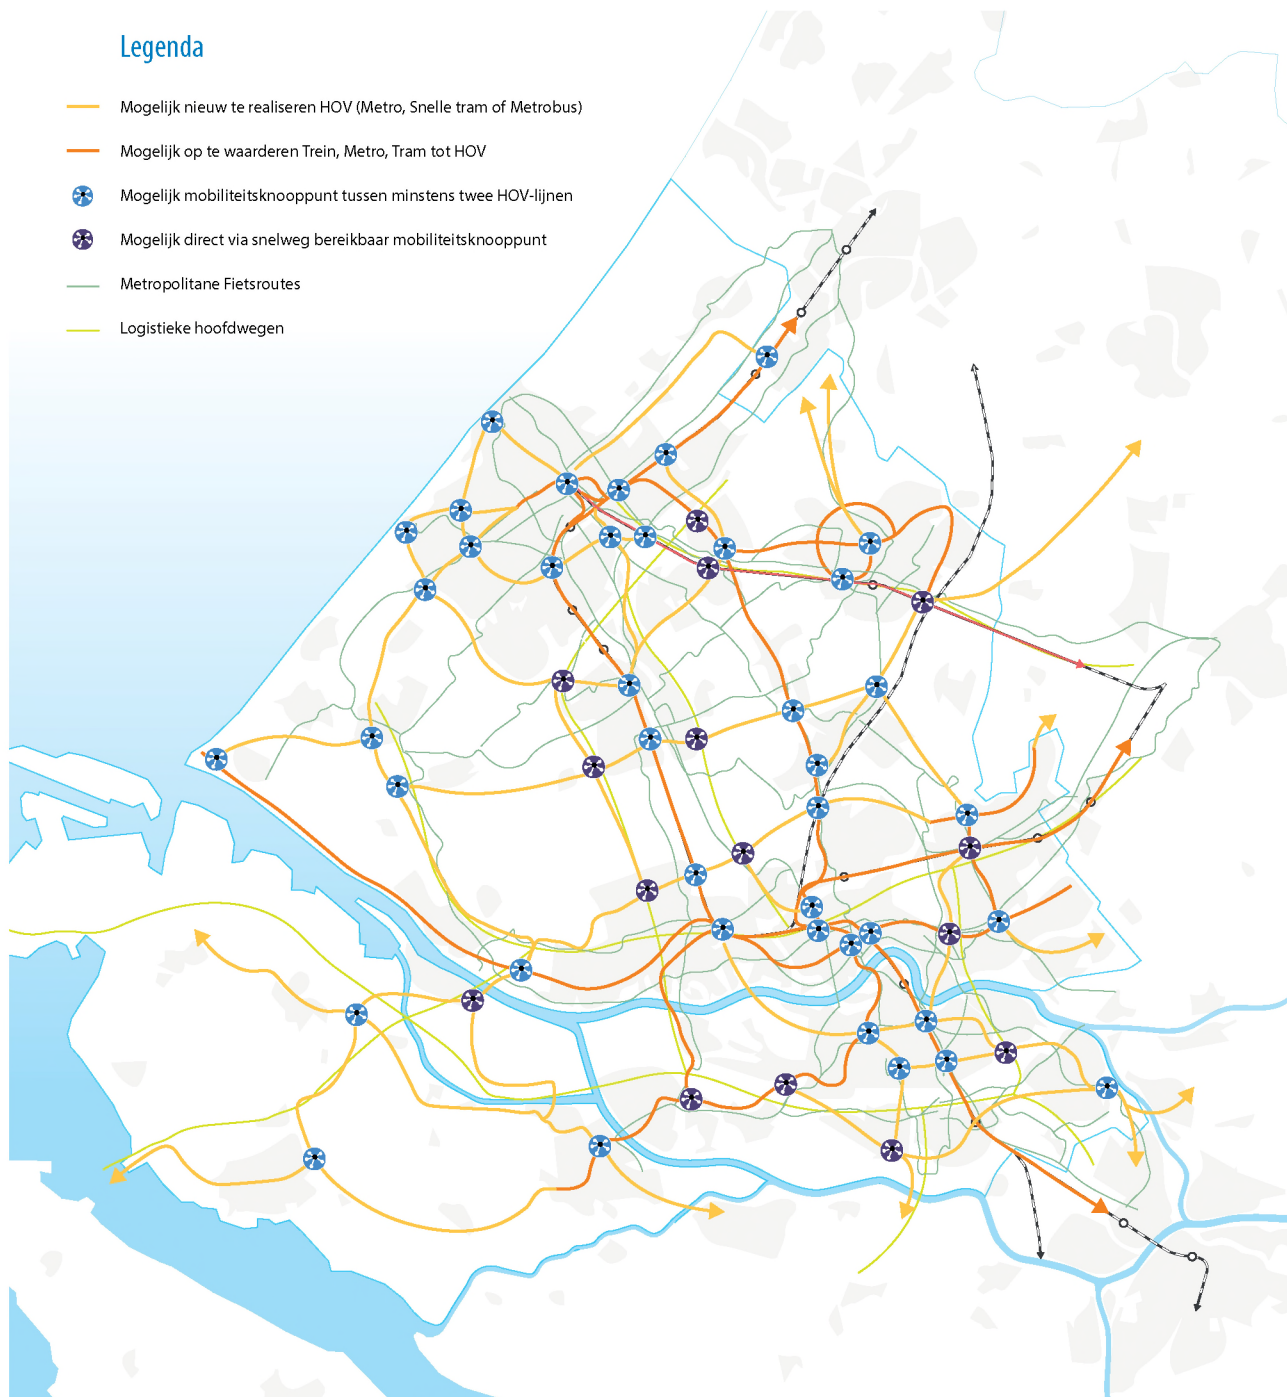 Legenda
Mogelijk nieuw te realiseren HOV (Metro, Snelle tram of Metrobus)
Mogelijk op te waarderen Trein, Metro, Tram tot HOV
Mogelijk mobiliteitsknooppunt tussen minstens twee HOV-lijnen
Mogelijk direct via snelweg bereikbaar mobiliteitsknooppunt
Metropolitane Fietsroutes
Logistieke hoofdwegen